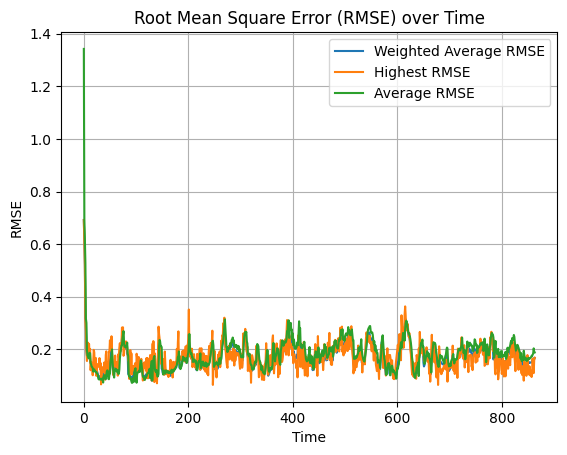 Root Mean Square Error (RMSE) over Time
1.4
1.2
1.0
0.8
0.6
0.4
0.2
RMSE
Weighted Average RMSE
Highest RMSE
Average RMSE
0 200 400 600 800
Time